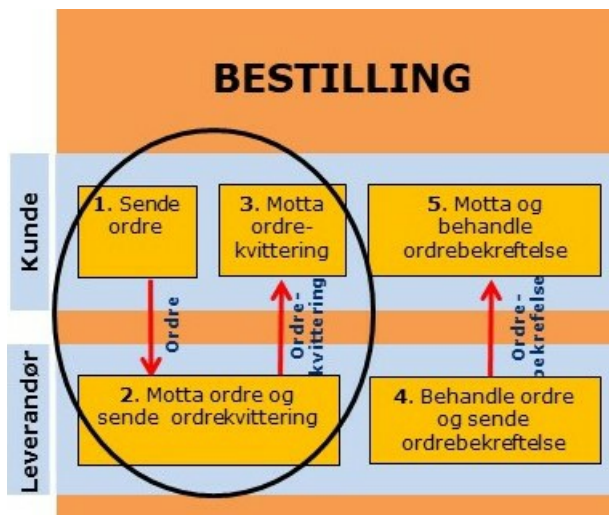 BESTILLING
Kunde
1. Sende
ordre
3. Motta
ordre-
kvittering
5. Motta og
behandle
ordrebekreftelse
Ordre
Ordre-
kvittering
Ordre-
bekrefelse
Leverandør
2. Motta ordre og
sende ordrekvittering
4. Behandle ordre
og sende
ordrebekreftelse